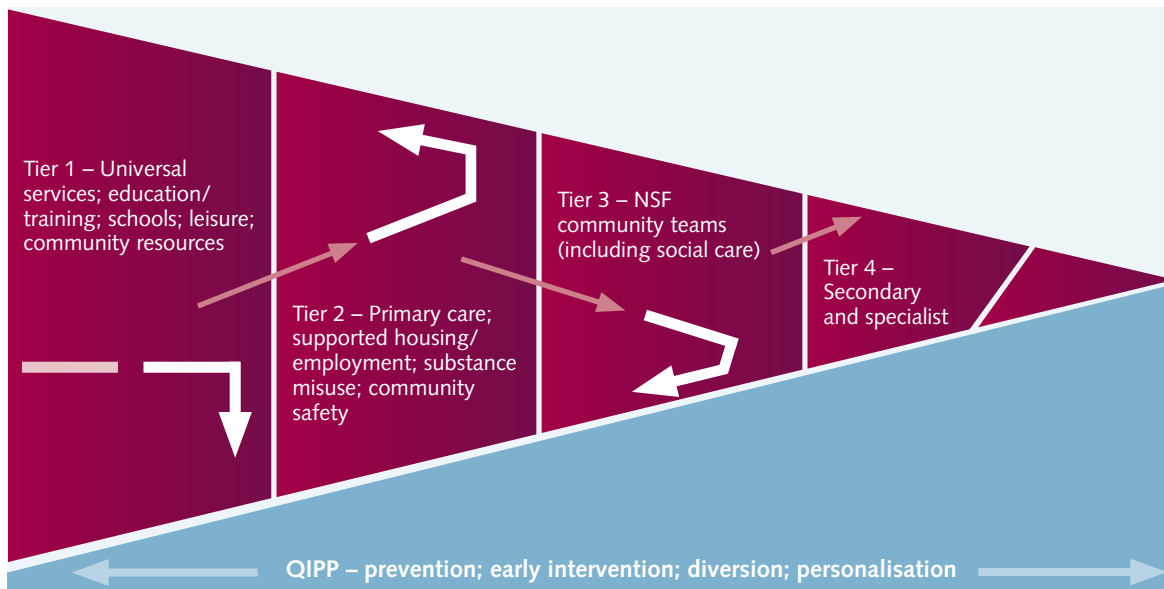 Tier 1 – Universal
services; education/
training; schools; leisure;
community resources
Tier 2 – Primary care;
supported housing/
employment; substance
misuse; community
safety
Tier 3 – NSF
community teams
(including social care)
Tier 4 –
Secondary
and specialist
QIPP – prevention; early intervention; diversion; personalisation